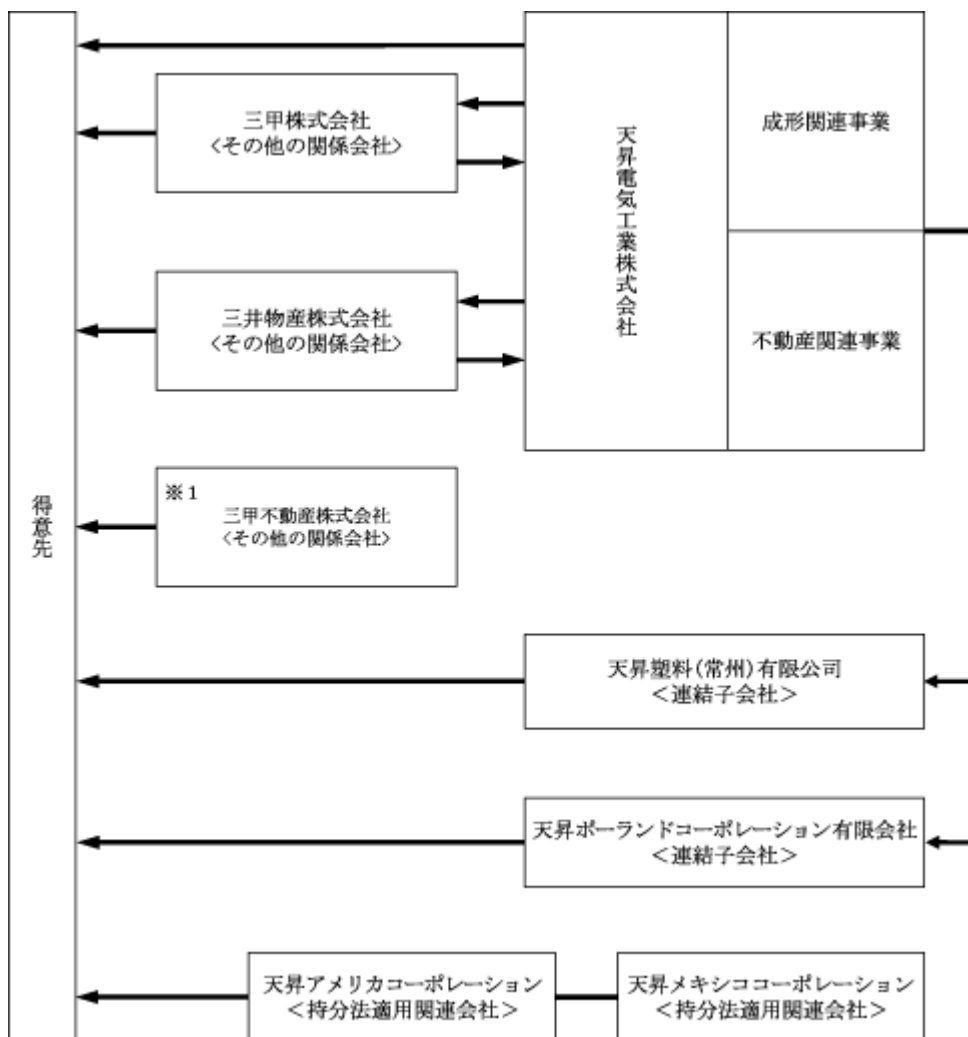 三甲株式会社
<その他の関係会社>
天昇電気工業株式会社
成形関連事業
三井物産株式会社
<その他の関係会社>
不動産関連事業
得意先
※1
三甲不動産株式会社
<その他の関係会社>
天昇塑料(常州)有限公司
<連結子会社>
天昇ポーランドコーポレーション有限会社
<連結子会社>
天昇アメリカコーポレーション
<持分法適用関連会社>
天昇メキシココーポレーション
<持分法適用関連会社>